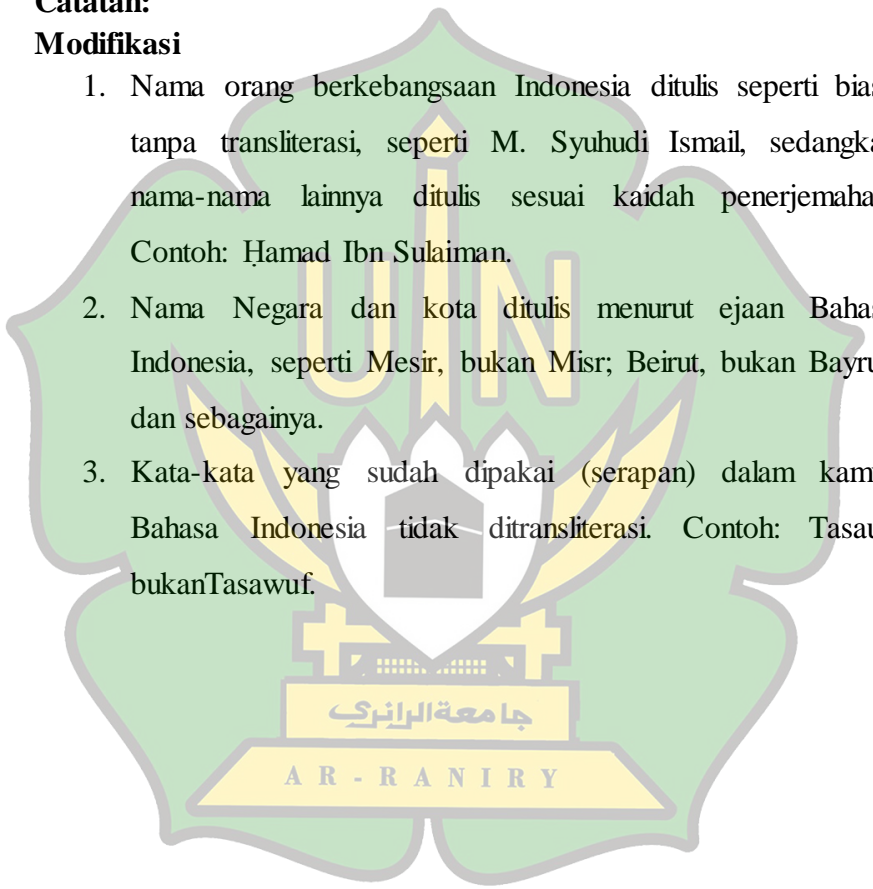 Catatan:
Modifikasi
1. Nama orang berkebangsaan Indonesia ditulis seperti bias
tanpa transliterasi, seperti M. Syuhudi Ismail, sedangka
nama-nama lainnya ditulis sesuai kaidah penerjemaha
Contoh: Ḥamad Ibn Sulaiman.
2. Nama Negara dan kota ditulis menurut ejaan Bahas
Indonesia, seperti Mesir, bukan Misr; Beirut, bukan Bayru
dan sebagainya.
3. Kata-kata yang sudah dipakai (serapan) dalam kam
Bahasa Indonesia tidak ditransliterasi. Contoh: Tasau
bukanTasawuf.
UIN
جامعةالرانرك
AR-RANIRY